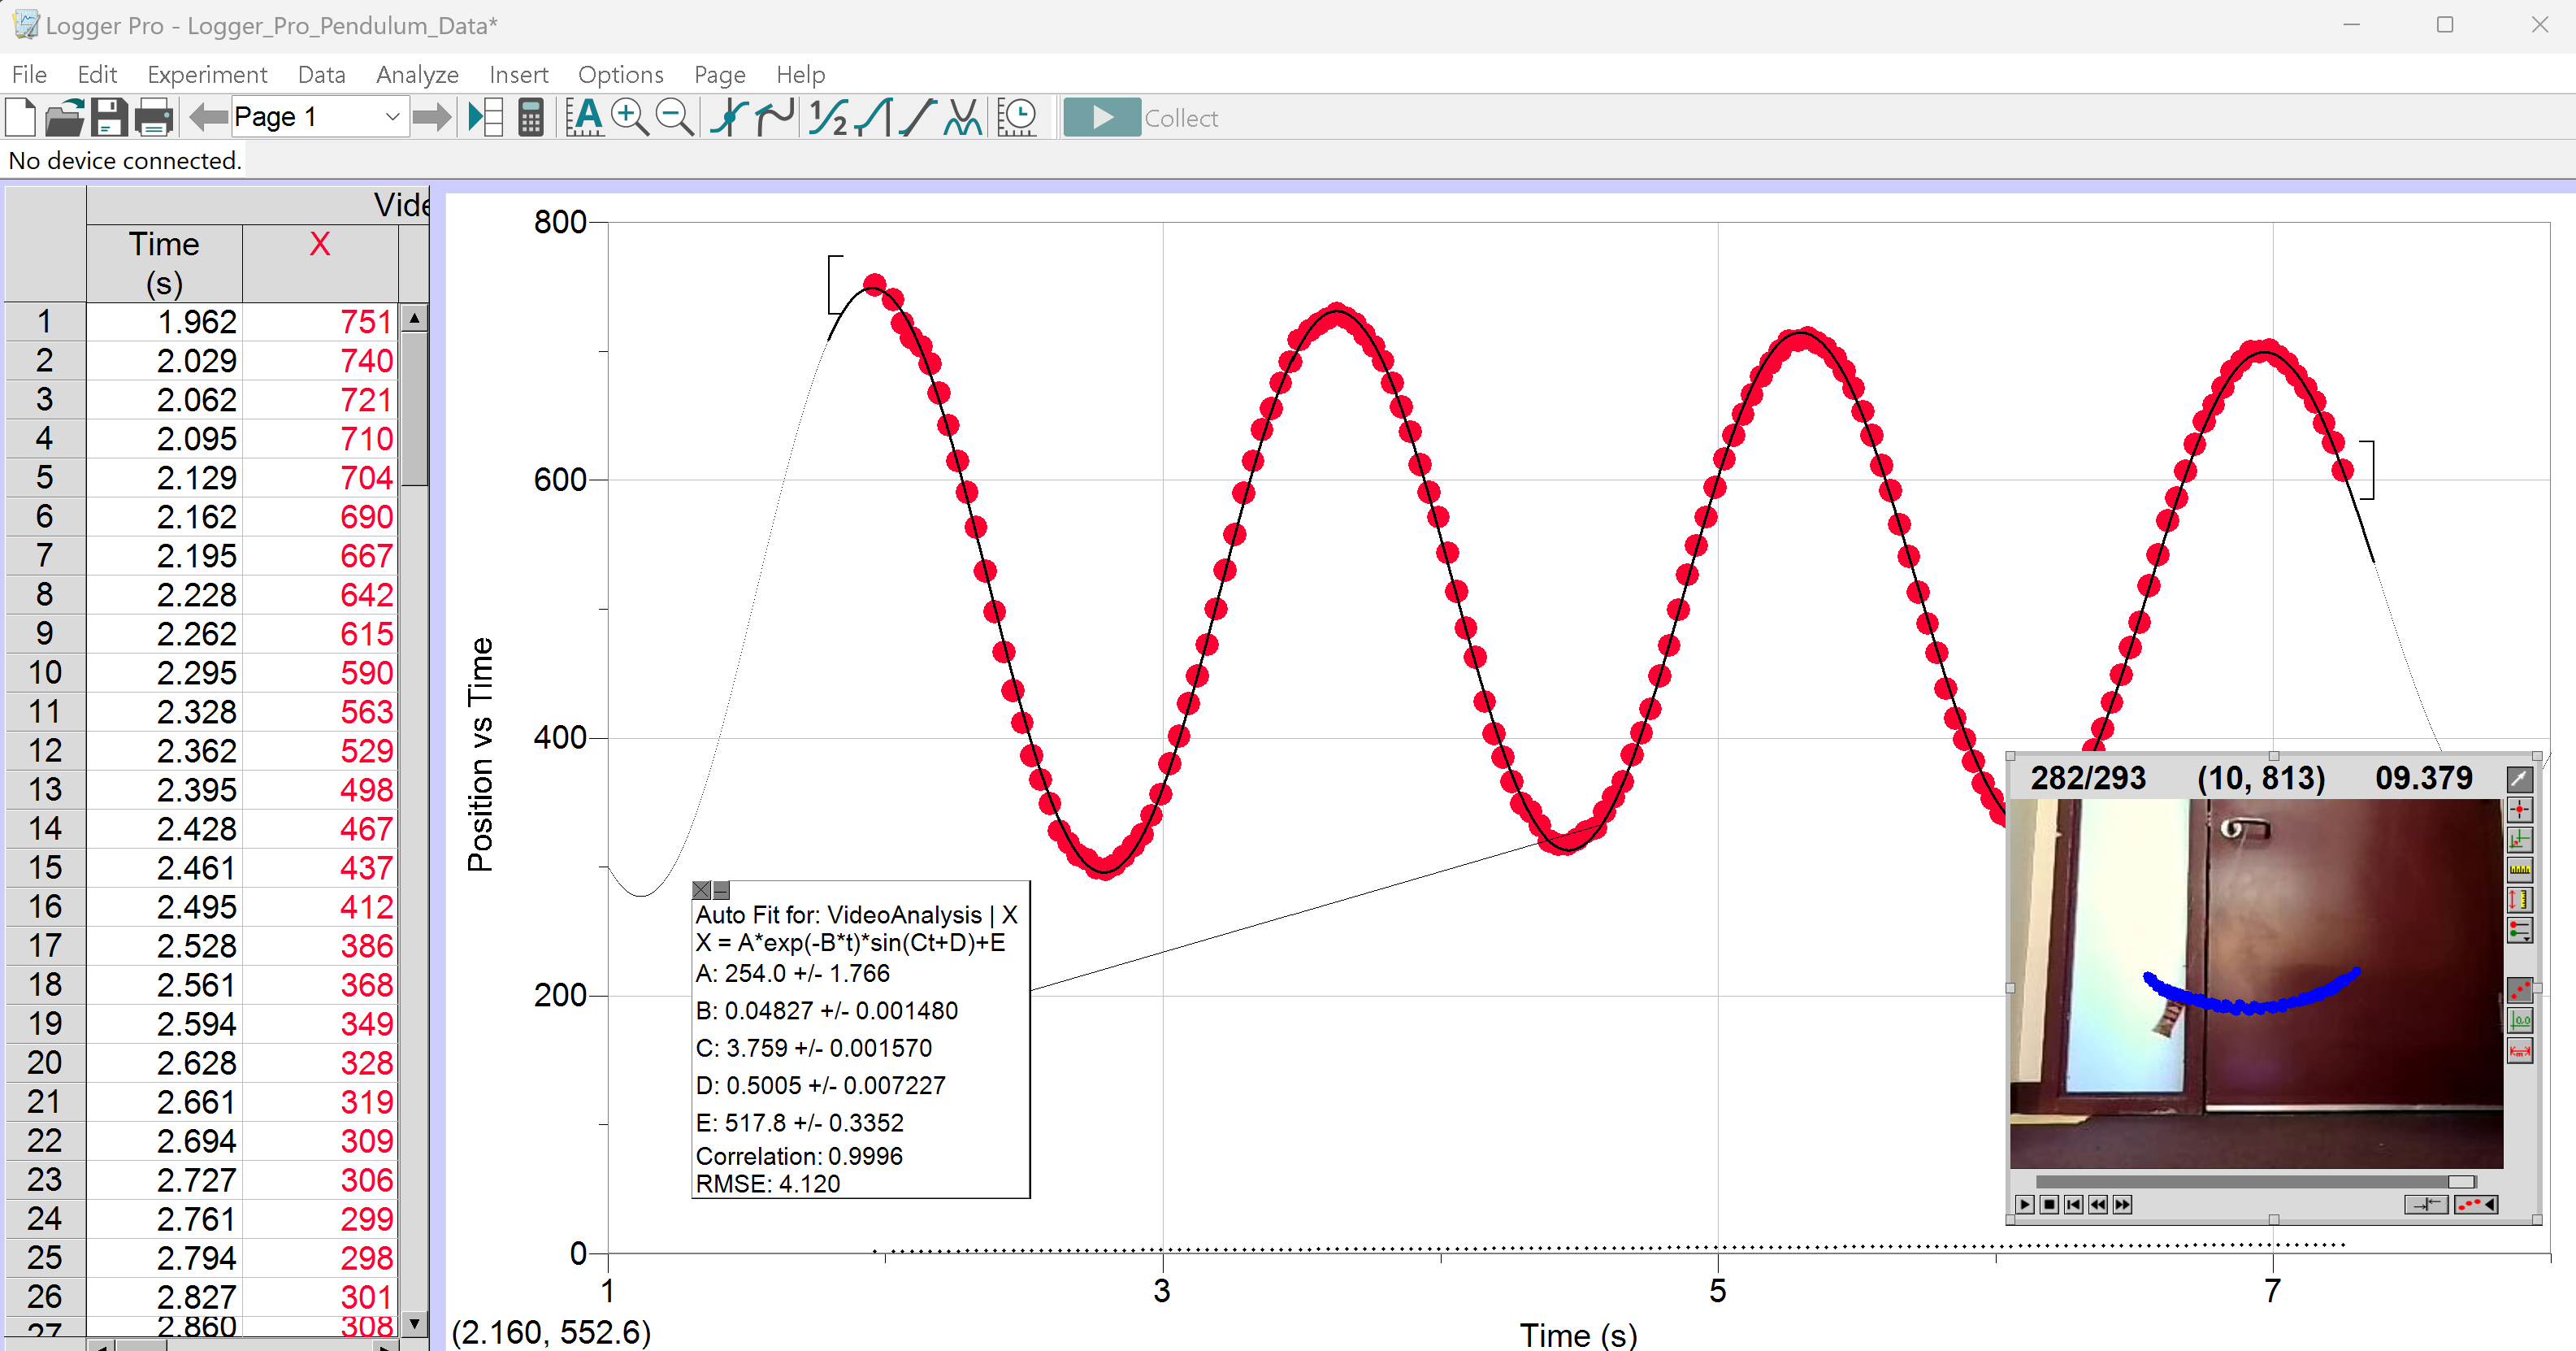 Logger Pro - Logger_Pro_Pendulum_Data*
File Edit Experiment Data Analyze Insert Options Page Help
Page 1
Collect
No device connected.
Vide
Time (s) X
1 1.962 751
2 2.029 740
3 2.062 721
4 2.095 710
5 2.129 704
6 2.162 690
7 2.195 667
8 2.228 642
9 2.262 615
10 2.295 590
11 2.328 563
12 2.362 529
13 2.395 498
14 2.428 467
15 2.461 437
16 2.495 412
17 2.528 386
18 2.561 368
19 2.594 349
20 2.628 328
21 2.661 319
22 2.694 309
23 2.727 306
24 2.761 299
25 2.794 298
26 2.827 301
27 2.860 308
Position vs Time
800
600
400
200
0
1 3 5 7
Time (s)
(2.160, 552.6)
Auto Fit for: VideoAnalysis | X
X = A*exp(-B*t)*sin(Ct+D)+E
A: 254.0 +/- 1.766
B: 0.04827 +/- 0.001480
C: 3.759 +/- 0.001570
D: 0.5005 +/- 0.007227
E: 517.8 +/- 0.3352
Correlation: 0.9996
RMSE: 4.120
282/293 (10, 813) 09.379